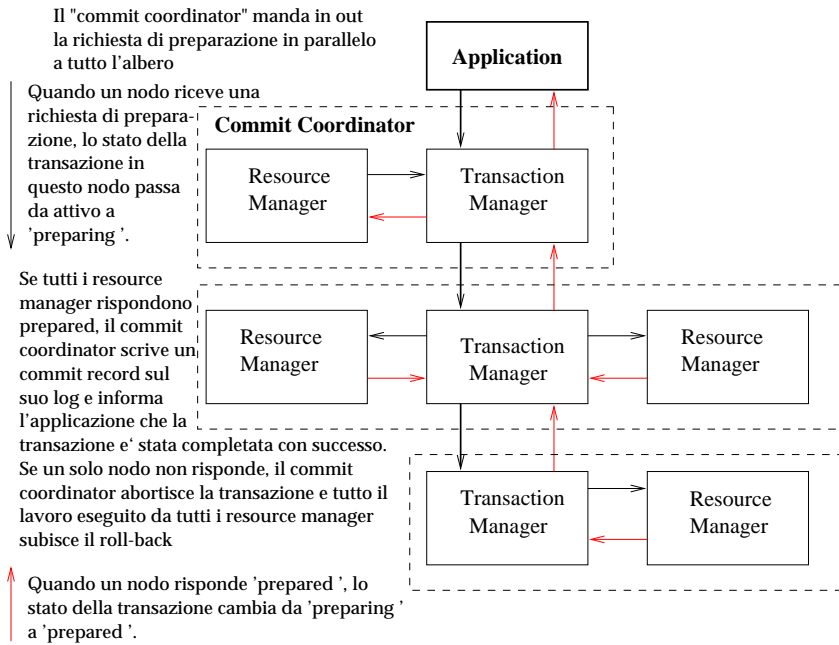 Il "commit coordinator" manda in out
la richiesta di preparazione in parallelo
a tutto l'albero
Application
Quando un nodo riceve una
richiesta di prepara-
zione, lo stato della
transazione in
questo nodo passa
da attivo a
'preparing '.
Commit Coordinator
Resource
Manager
Transaction
Manager
Se tutti i resource
manager rispondono
prepared, il commit
coordinator scrive un
commit record sul
suo log e informa
l'applicazione che la
transazione e' stata completata con successo.
Se un solo nodo non risponde, il commit
coordinator abortisce la transazione e tutto il
lavoro eseguito da tutti i resource manager
subisce il roll-back
Resource
Manager
Transaction
Manager
Resource
Manager
Transaction
Manager
Resource
Manager
Quando un nodo risponde 'prepared ', lo
stato della transazione cambia da 'preparing '
a 'prepared '.